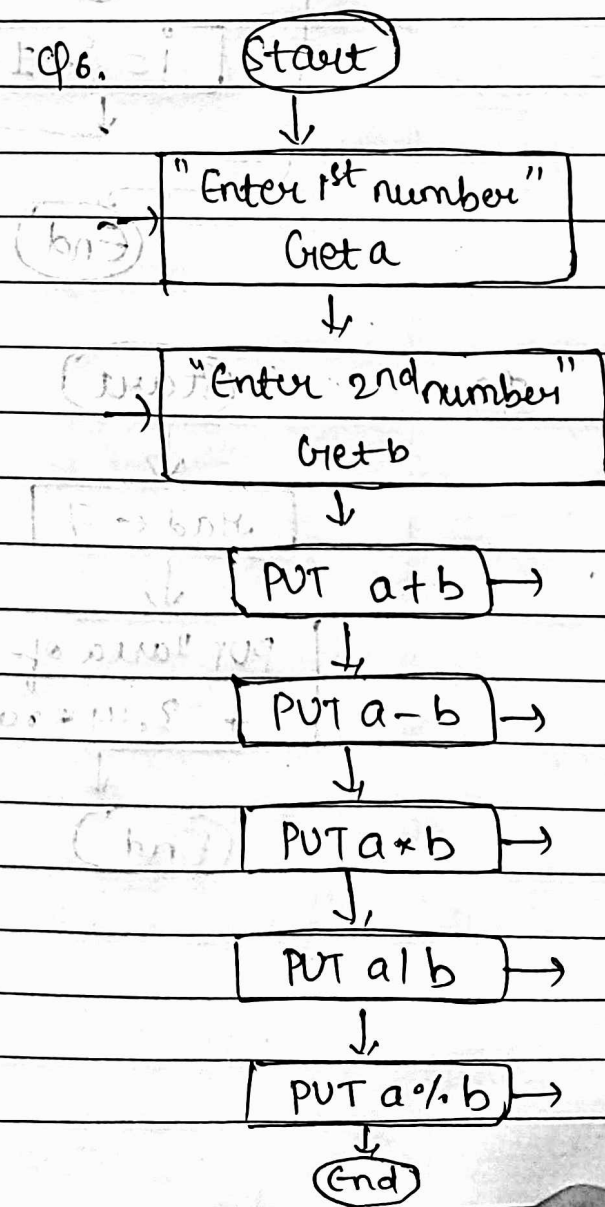 Q6. Start
"Enter 1st number"
Get a
"Enter 2nd number"
Get b
PUT a+b
PUT a-b
PUT a*b
PUT a/b
PUT a%b
End